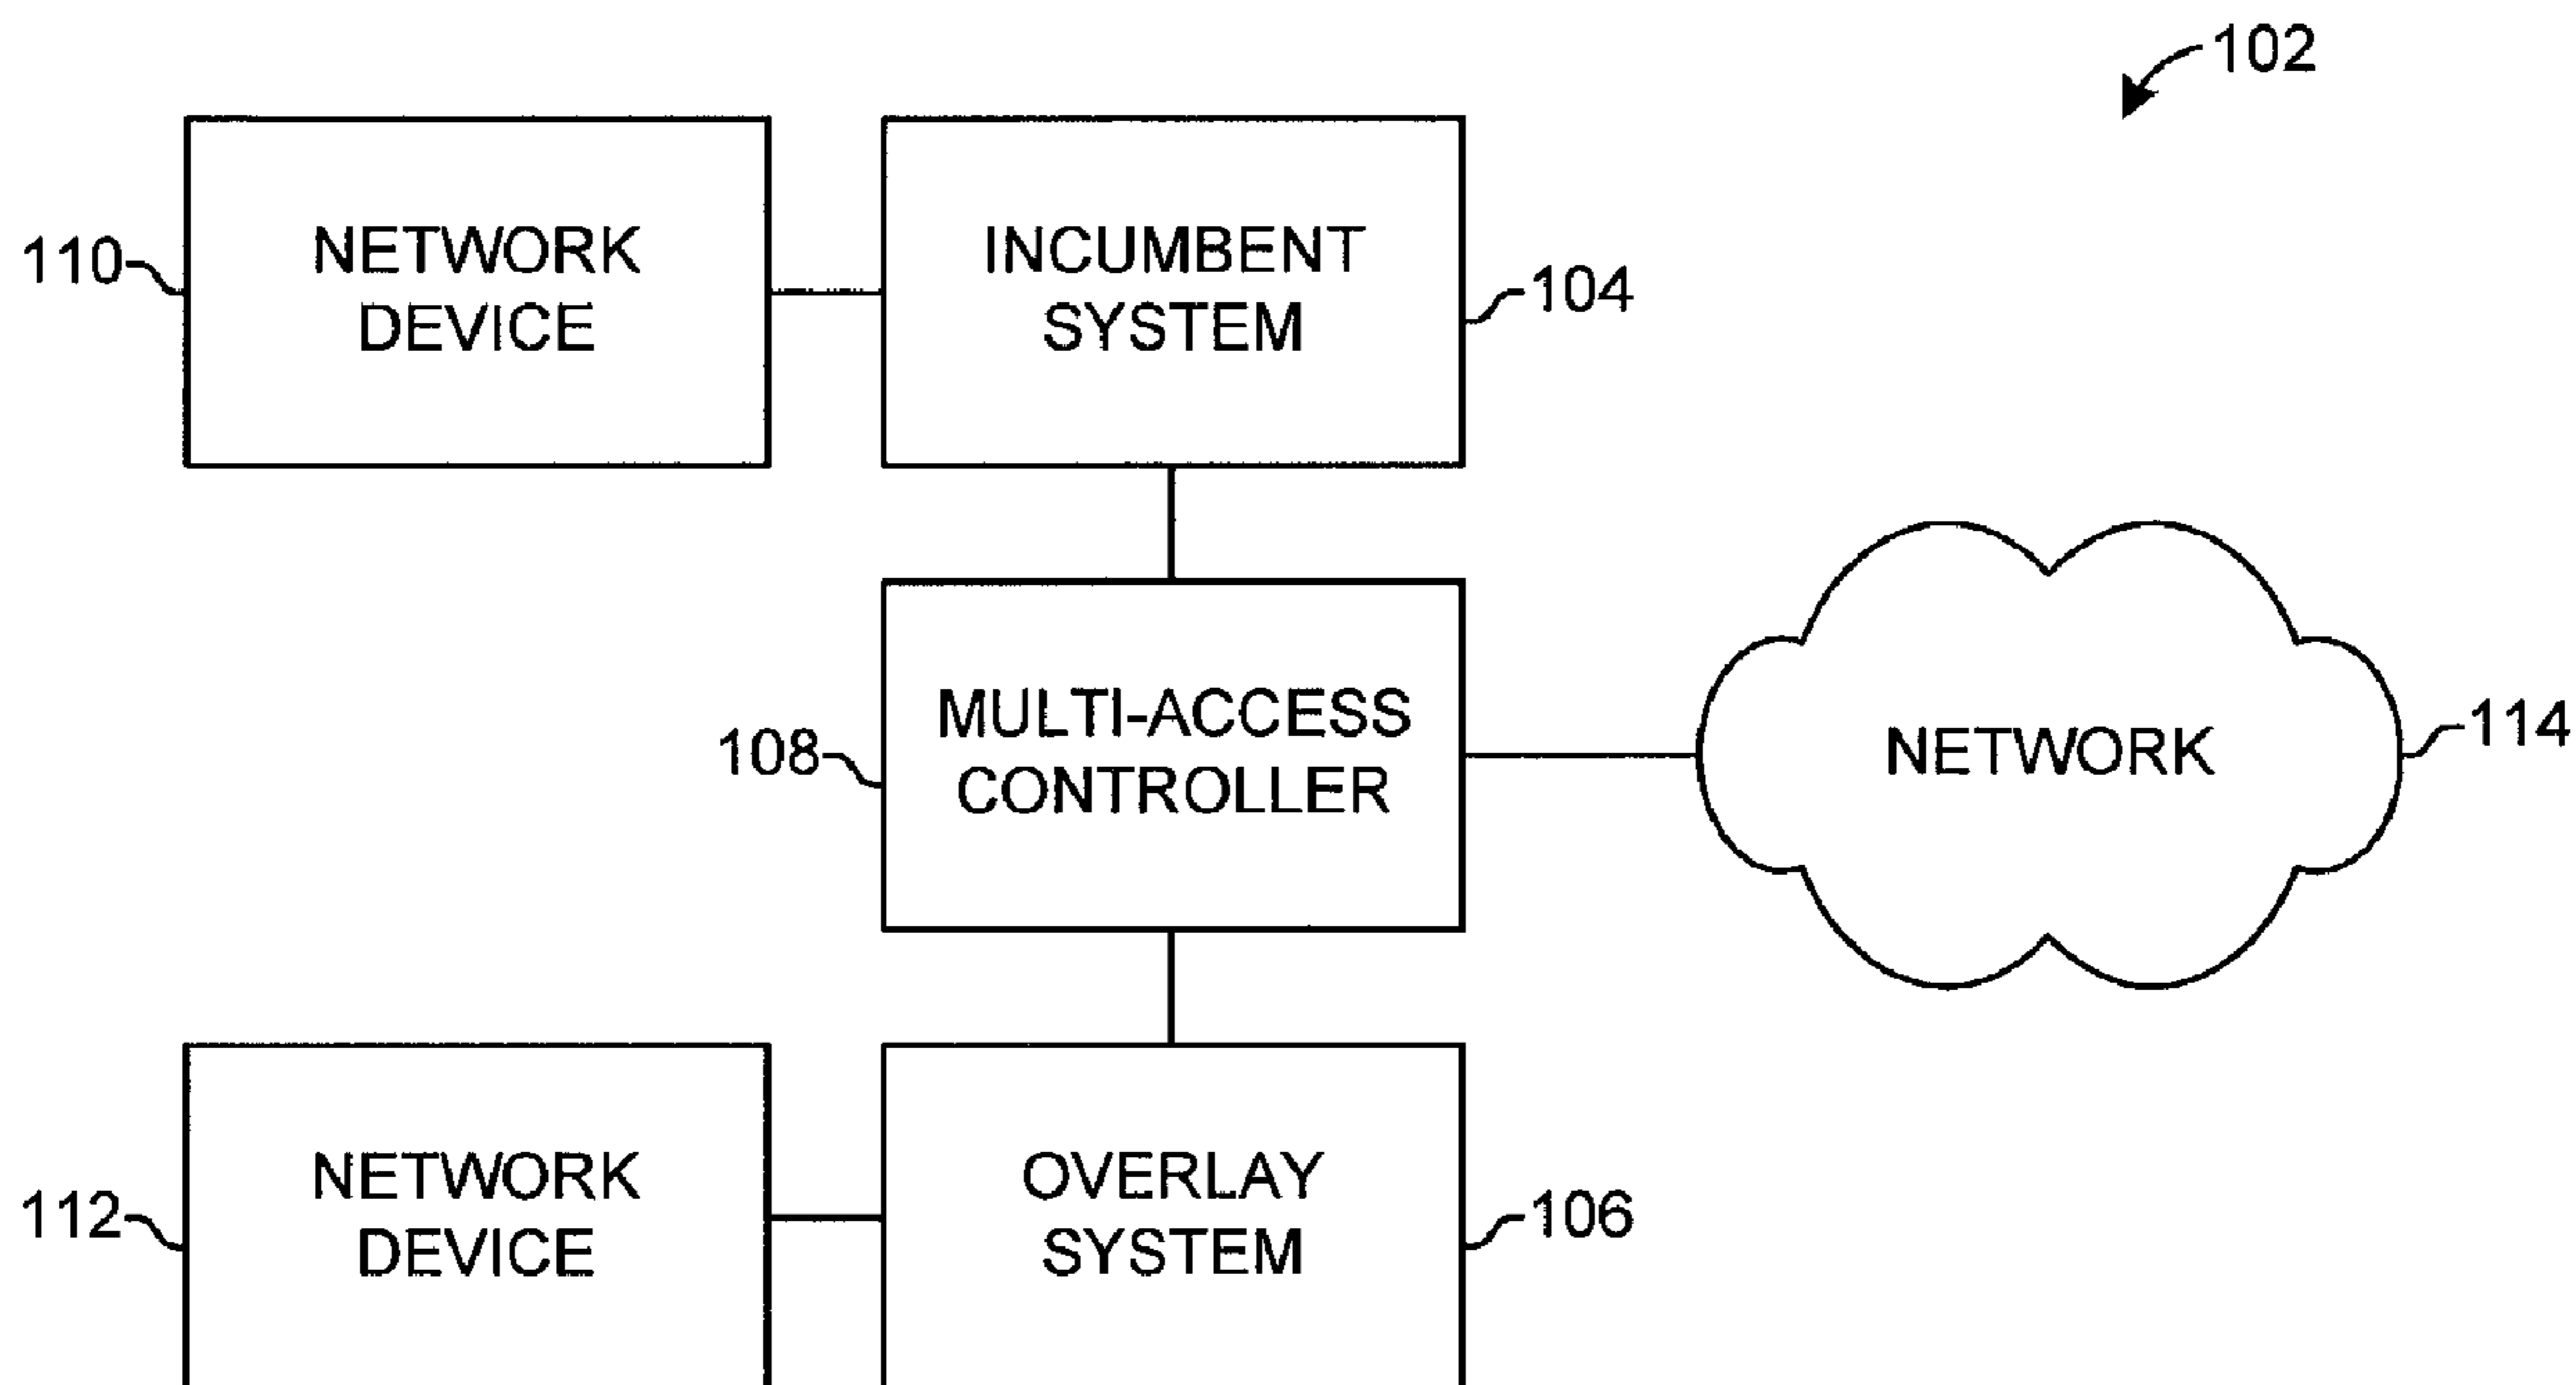 102
110
NETWORK
DEVICE
INCUMBENT
SYSTEM
104
108
MULTI-ACCESS
CONTROLLER
NETWORK
114
112
NETWORK
DEVICE
OVERLAY
SYSTEM
106